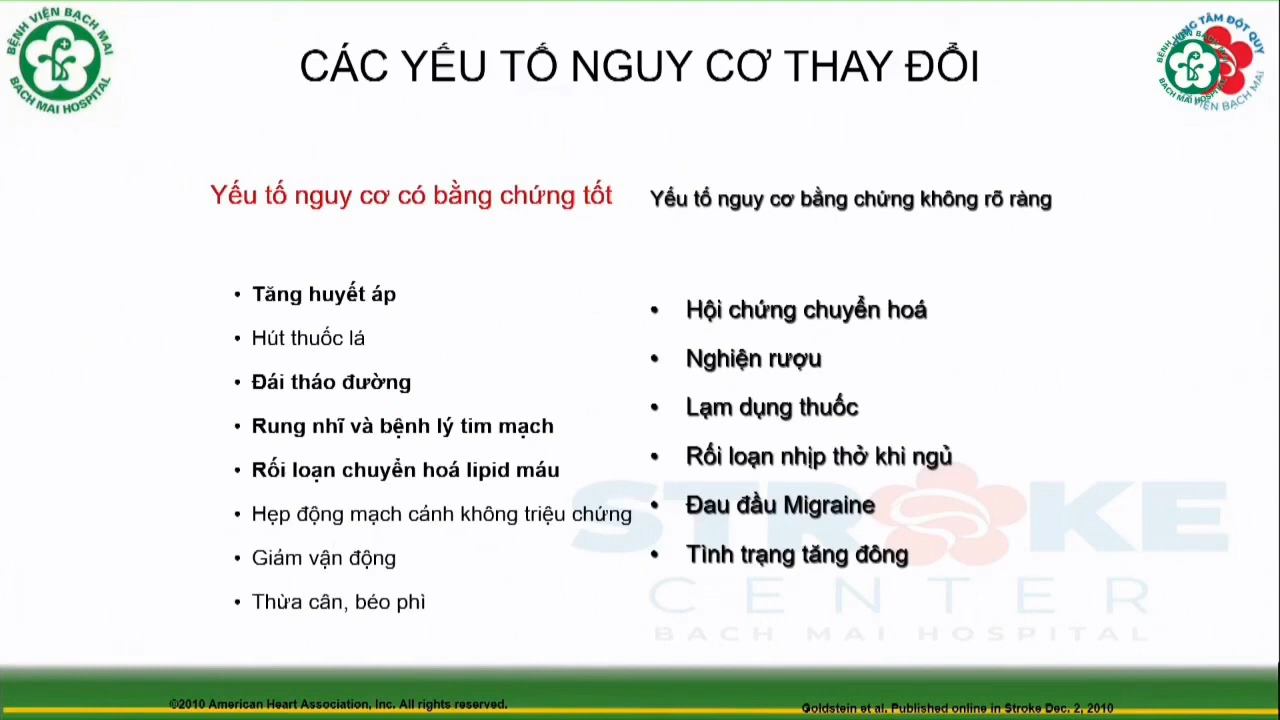 BỆNH VIỆN BẠCH MAI
BACH MAI HOSPITAL
CÁC YẾU TỐ NGUY CƠ THAY ĐỔI
Yếu tố nguy cơ có bằng chứng tốt
• Tăng huyết áp
• Hút thuốc lá
• Đái tháo đường
• Rung nhĩ và bệnh lý tim mạch
• Rối loạn chuyển hoá lipid máu
• Hẹp động mạch cánh không triệu chứng
• Giảm vận động
• Thừa cân, béo phì
Yếu tố nguy cơ bằng chứng không rõ ràng
• Hội chứng chuyển hoá
• Nghiện rượu
• Lạm dụng thuốc
• Rối loạn nhịp thở khi ngủ
• Đau đầu Migraine
• Tình trạng tăng đông
STROKE
CENTER
BACH MAI HOSPITAL
©2010 American Heart Association, Inc. All rights reserved.
Goldstein et al. Published online in Stroke Dec. 2, 2010